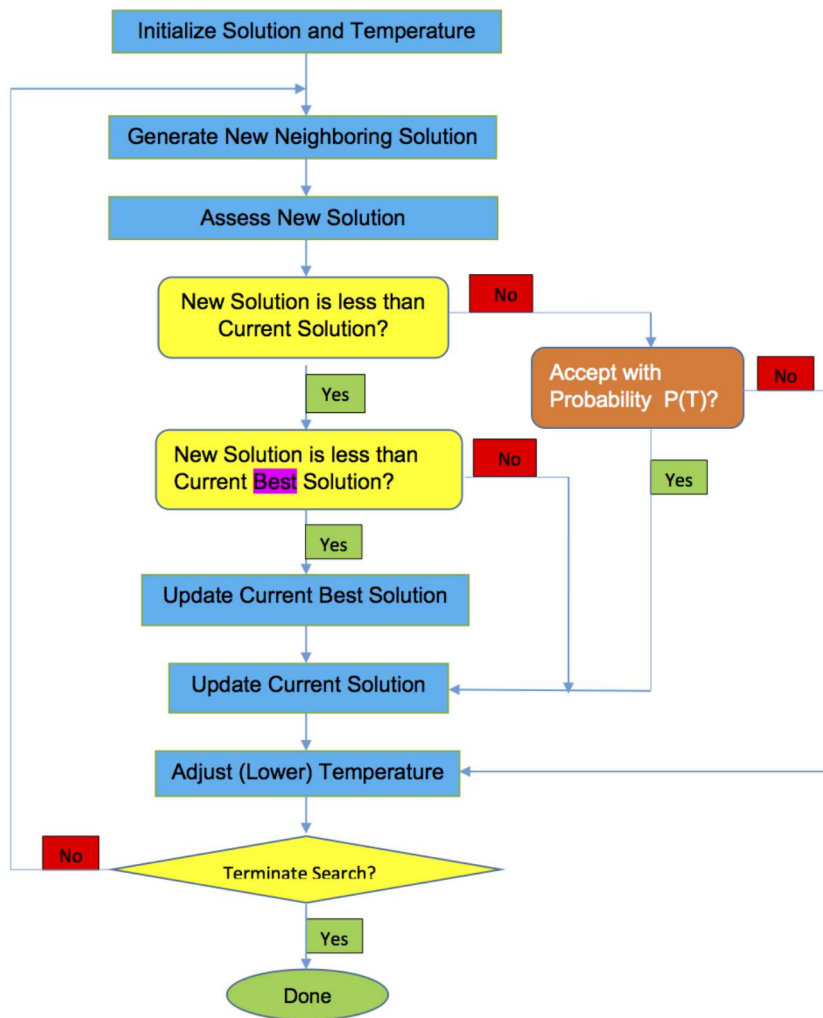 Initialize Solution and Temperature
Generate New Neighboring Solution
Assess New Solution
New Solution is less than
Current Solution?
No
Accept with
Probability P(T)?
No
Yes
New Solution is less than
Current Best Solution?
No
Yes
Yes
Update Current Best Solution
Update Current Solution
Adjust (Lower) Temperature
No
Terminate Search?
Yes
Done